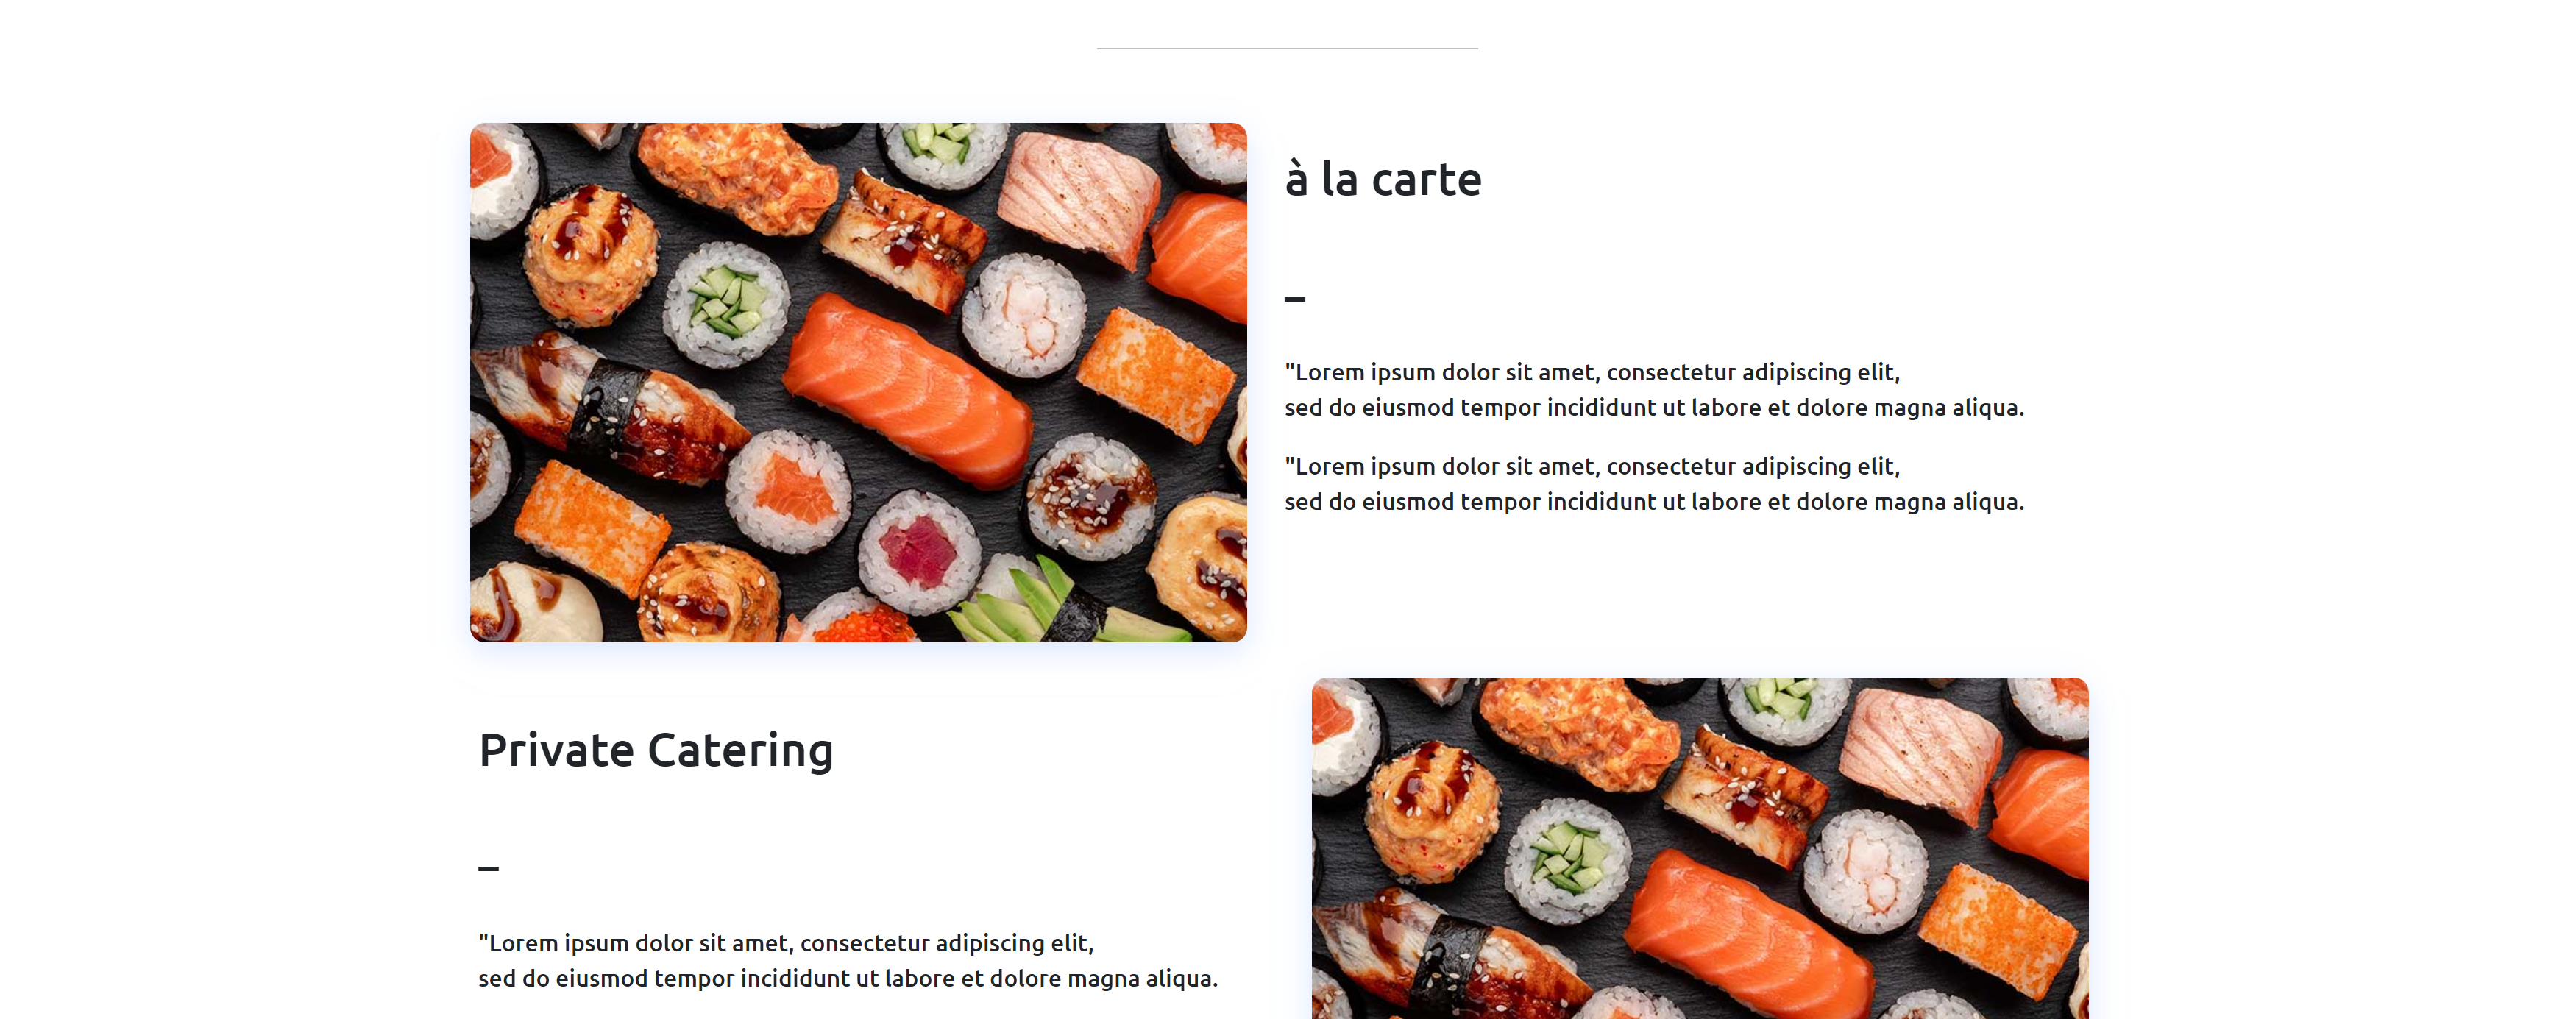 à la carte
–
"Lorem ipsum dolor sit amet, consectetur adipiscing elit,
sed do eiusmod tempor incididunt ut labore et dolore magna aliqua.
"Lorem ipsum dolor sit amet, consectetur adipiscing elit,
sed do eiusmod tempor incididunt ut labore et dolore magna aliqua.
Private Catering
–
"Lorem ipsum dolor sit amet, consectetur adipiscing elit,
sed do eiusmod tempor incididunt ut labore et dolore magna aliqua.